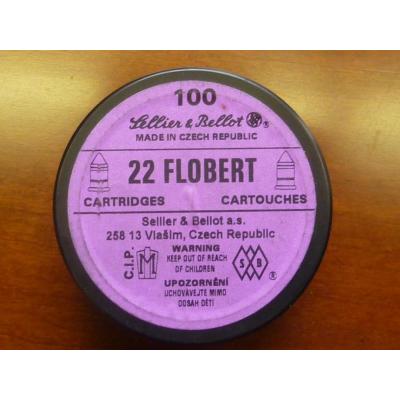 100
Sellier & Bellot SB ®
MADE IN CZECH REPUBLIC
22 FLOBERT
CARTRIDGES CARTOUCHES
Sellier & Bellot a.s.
258 13 Vlašim, Czech Republic
C.I.P. WARNING S B ®
KEEP OUT OF REACH
OF CHILDREN
UPOZORNĚNÍ
UCHOVÁVEJTE MIMO
DOSAH DĚTÍ